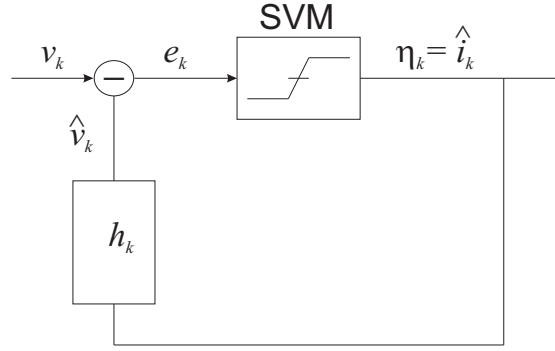 SVM
v_k
e_k
η_k = î_k
v̂_k
h_k